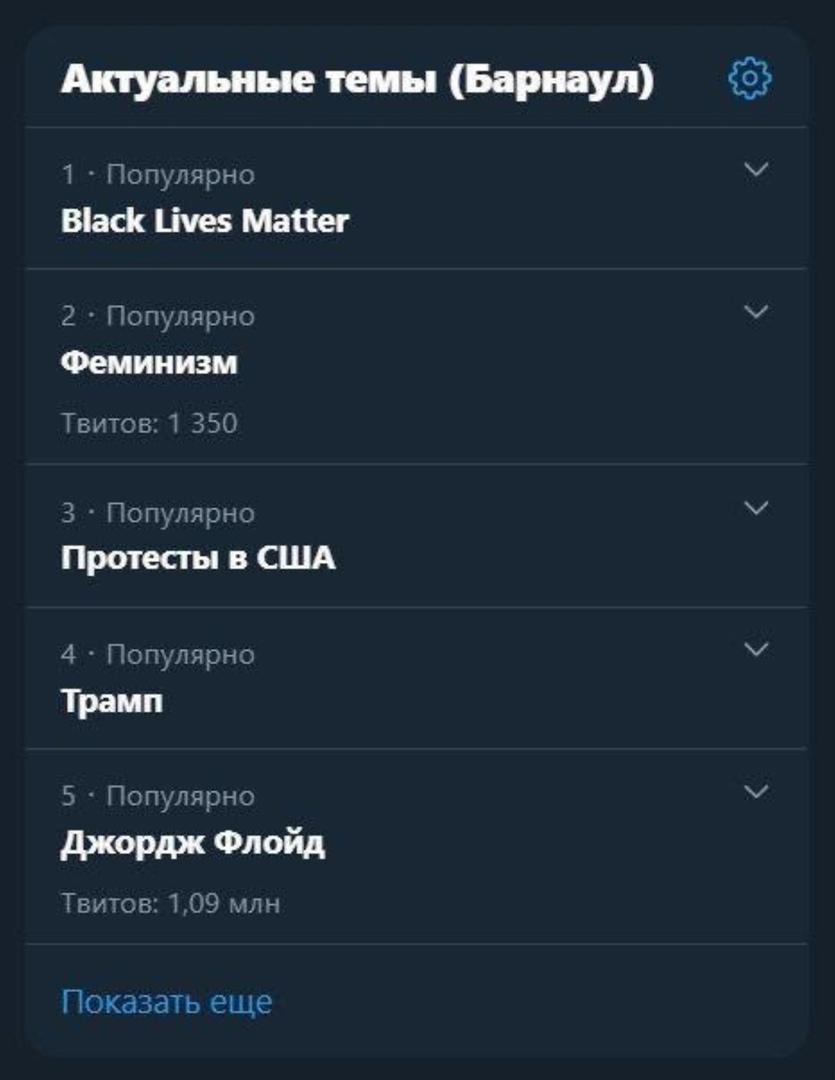 Актуальные темы (Барнаул)
1 · Популярно
Black Lives Matter
2 · Популярно
Феминизм
Твитов: 1 350
3 · Популярно
Протесты в США
4 · Популярно
Трамп
5 · Популярно
Джордж Флойд
Твитов: 1,09 млн
Показать еще